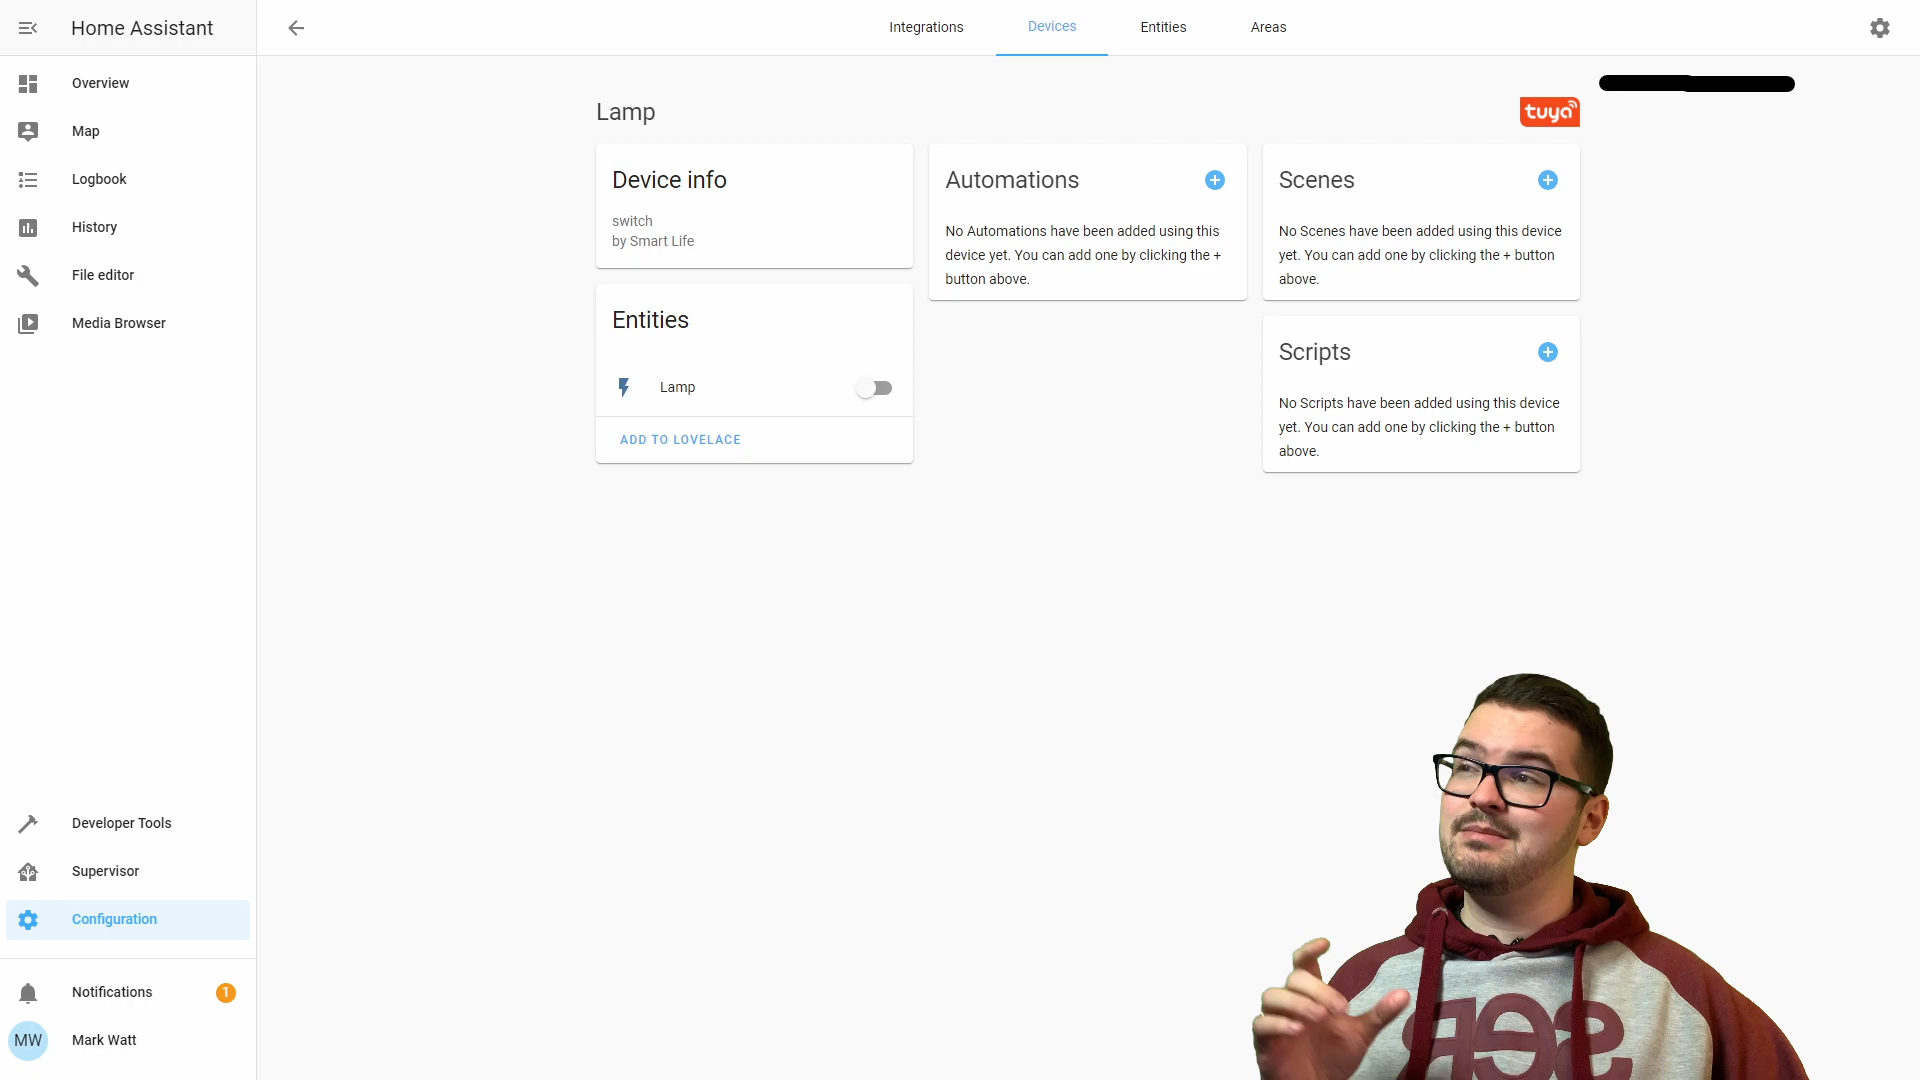 Home Assistant
Integrations
Devices
Entities
Areas
Overview
Map
Logbook
History
File editor
Media Browser
Lamp
tuya
Device info
switch
by Smart Life
Entities
Lamp
ADD TO LOVELACE
Automations
No Automations have been added using this
device yet. You can add one by clicking the +
button above.
Scenes
No Scenes have been added using this device
yet. You can add one by clicking the + button
above.
Scripts
No Scripts have been added using this device
yet. You can add one by clicking the + button
above.
Developer Tools
Supervisor
Configuration
Notifications
1
MW
Mark Watt